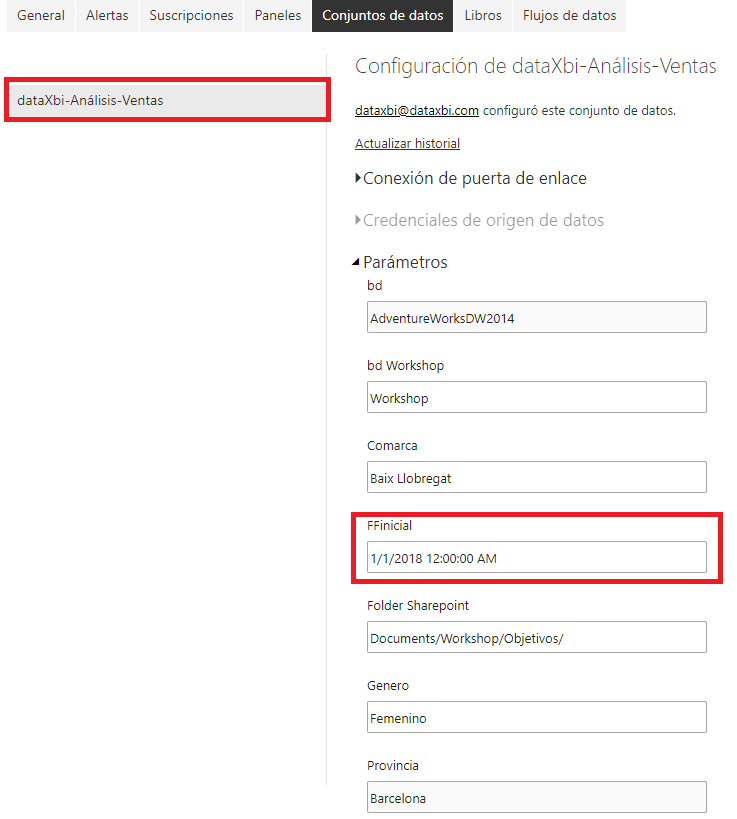 General Alertas Suscripciones Paneles Conjuntos de datos Libros Flujos de datos
dataXbi-Análisis-Ventas
Configuración de dataXbi-Análisis-Ventas
dataxbi@dataxbi.com configuró este conjunto de datos.
Actualizar historial
Conexión de puerta de enlace
Credenciales de origen de datos
Parámetros
bd
AdventureWorksDW2014
bd Workshop
Workshop
Comarca
Baix Llobregat
FFinicial
1/1/2018 12:00:00 AM
Folder Sharepoint
Documents/Workshop/Objetivos/
Genero
Femenino
Provincia
Barcelona